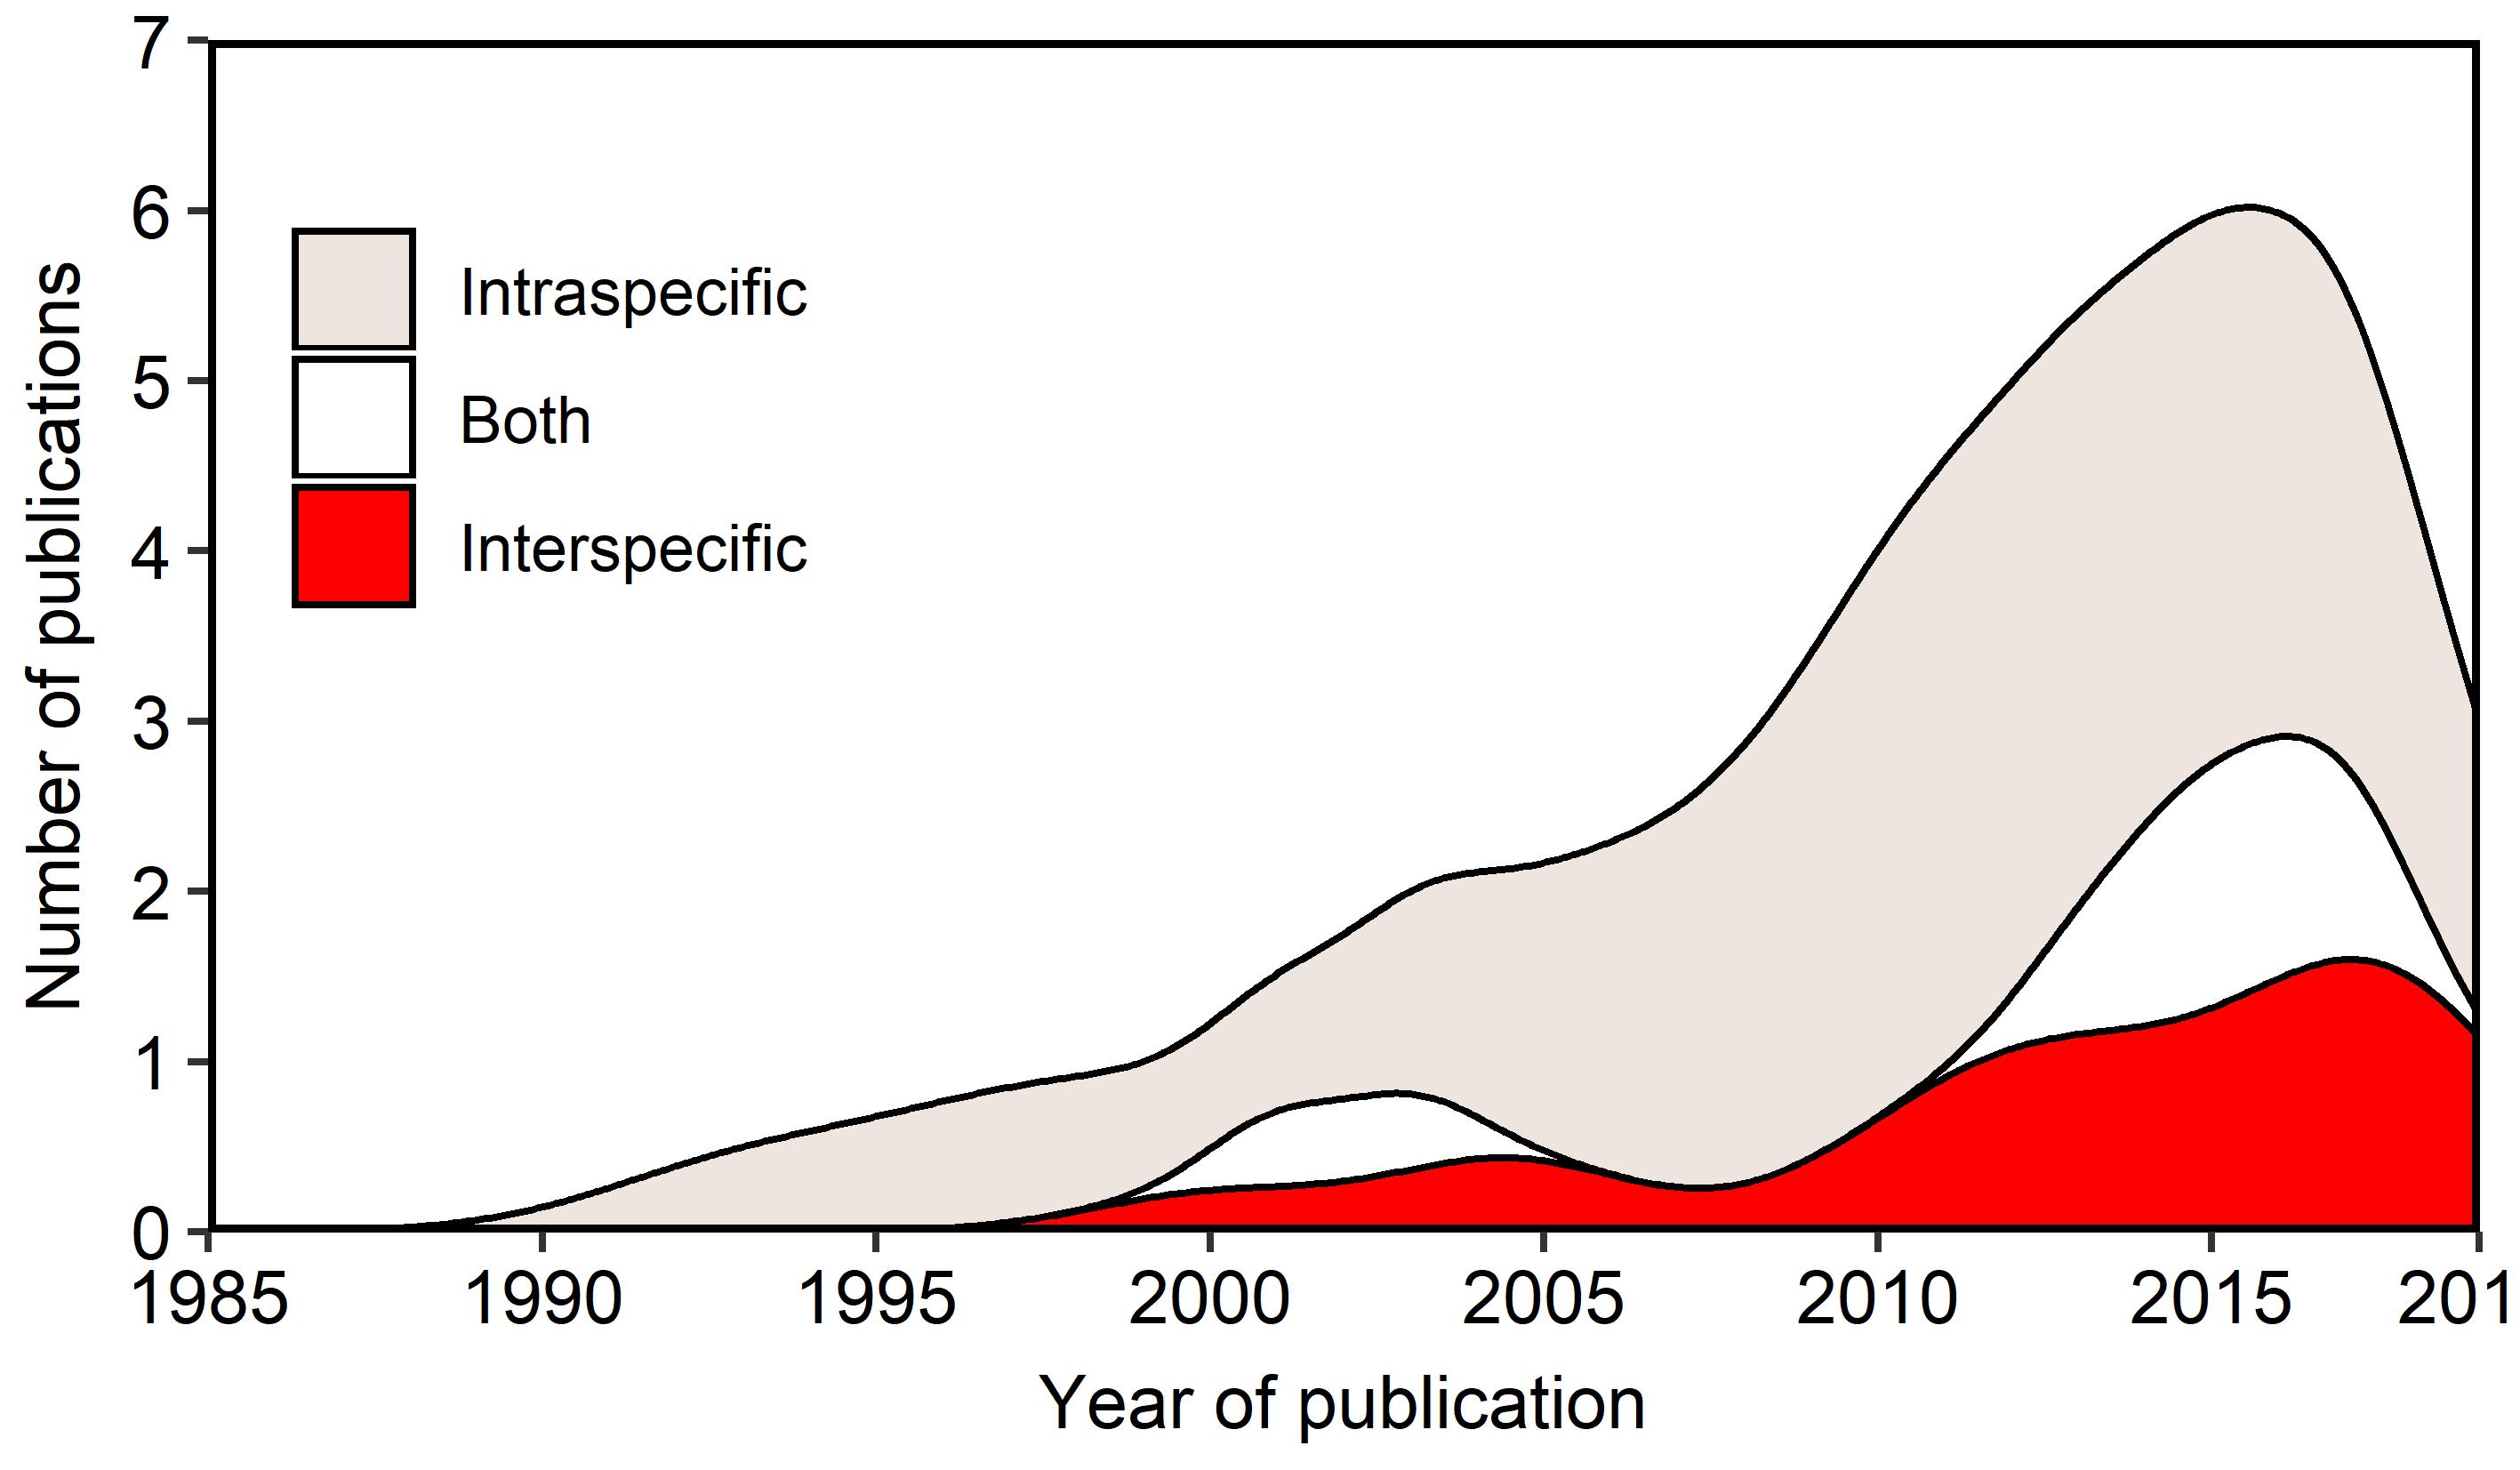 Number of publications
7
6
5
4
3
2
1
0
Intraspecific
Both
Interspecific
1985 1990 1995 2000 2005 2010 2015 201
Year of publication